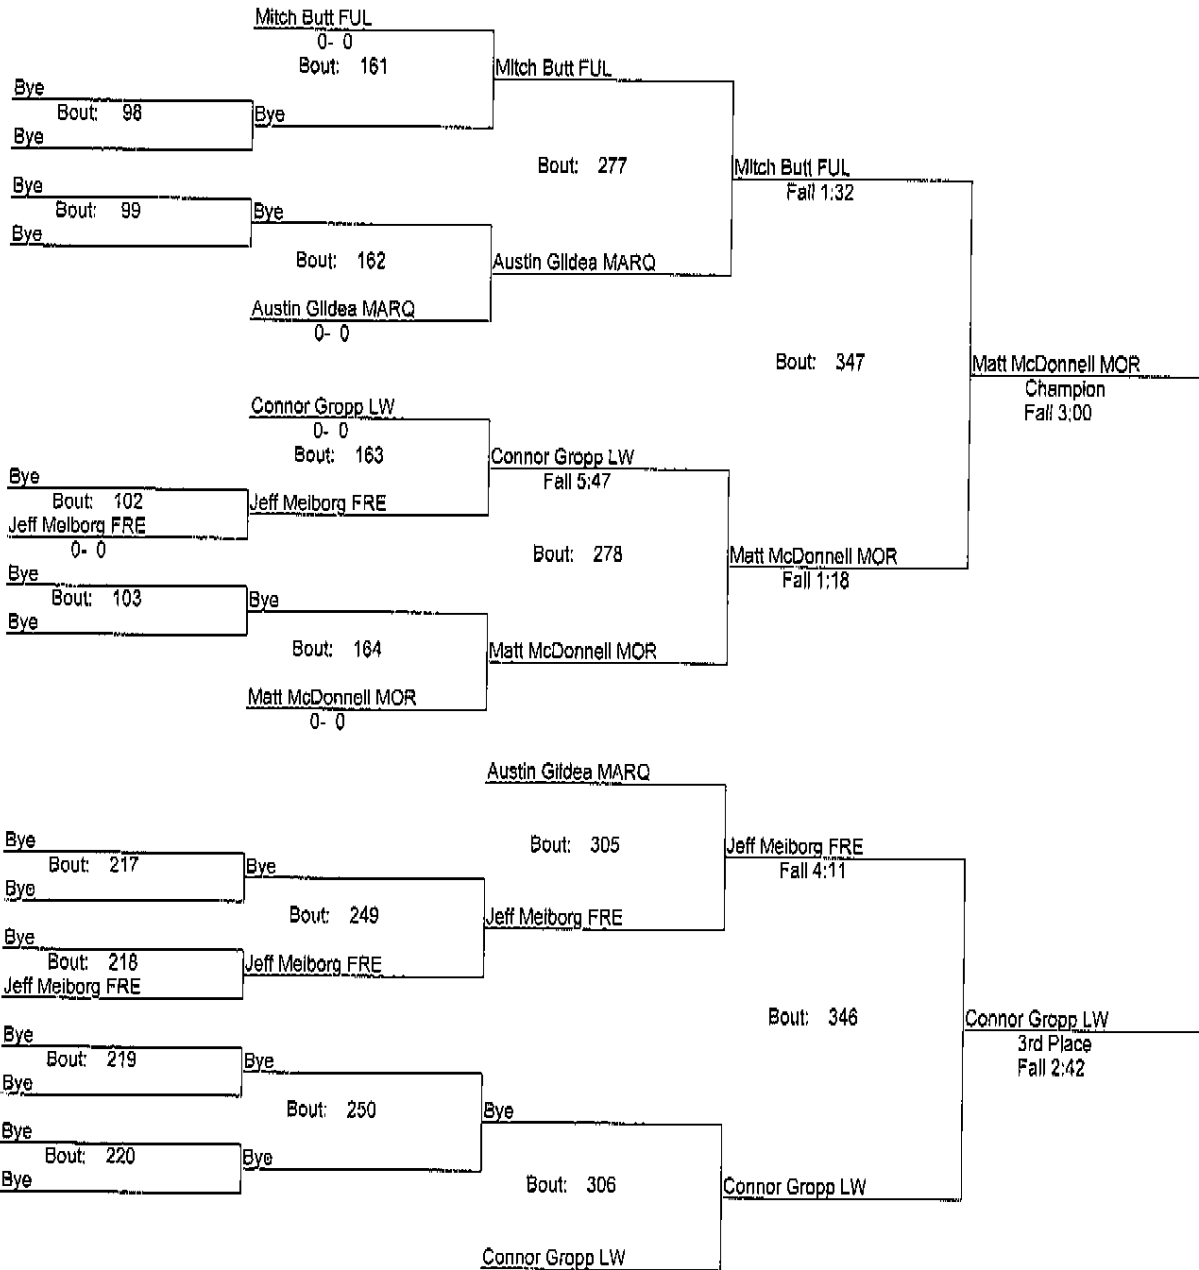 Mitch Butt FUL
0- 0
Bout: 161
Mitch Butt FUL
Bye
Bout: 98
Bye
Bye
Bout: 277
Mitch Butt FUL
Fall 1:32
Bye
Bout: 99
Bye
Bye
Bout: 162
Austin Gildea MARQ
Austin Gildea MARQ
0- 0
Bout: 347
Matt McDonnell MOR
Champion
Fall 3:00
Connor Gropp LW
0- 0
Bout: 163
Connor Gropp LW
Fall 5:47
Bye
Bout: 102
Jeff Meiborg FRE
Jeff Meiborg FRE
0- 0
Bout: 278
Matt McDonnell MOR
Fall 1:18
Bye
Bout: 103
Bye
Bye
Bout: 164
Matt McDonnell MOR
Matt McDonnell MOR
0- 0
Austin Gildea MARQ
Bout: 305
Jeff Meiborg FRE
Fall 4:11
Bye
Bout: 217
Bye
Bye
Bout: 249
Jeff Meiborg FRE
Bye
Bout: 218
Jeff Meiborg FRE
Jeff Meiborg FRE
Bout: 346
Connor Gropp LW
3rd Place
Fall 2:42
Bye
Bout: 219
Bye
Bye
Bout: 250
Bye
Bye
Bout: 220
Bye
Bye
Bout: 306
Connor Gropp LW
Connor Gropp LW